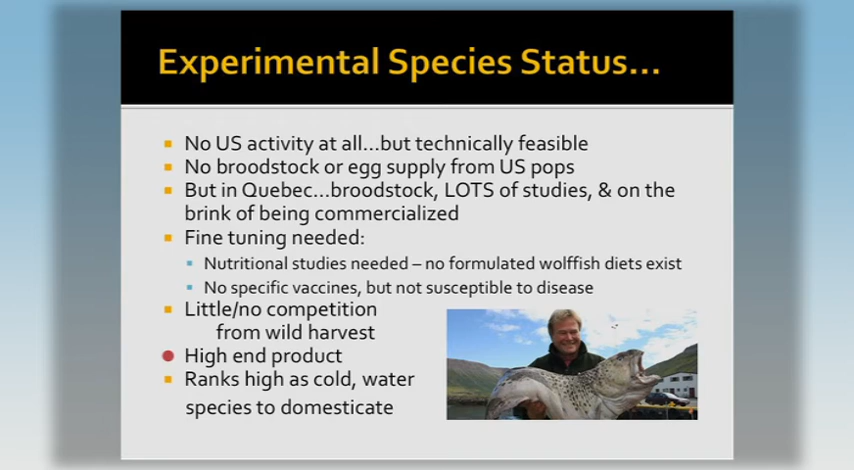 Experimental Species Status...
No US activity at all...but technically feasible
No broodstock or egg supply from US pops
But in Quebec...broodstock, LOTS of studies, & on the
brink of being commercialized
Fine tuning needed:
Nutritional studies needed – no formulated wolffish diets exist
No specific vaccines, but not susceptible to disease
Little/no competition
from wild harvest
High end product
Ranks high as cold, water
species to domesticate